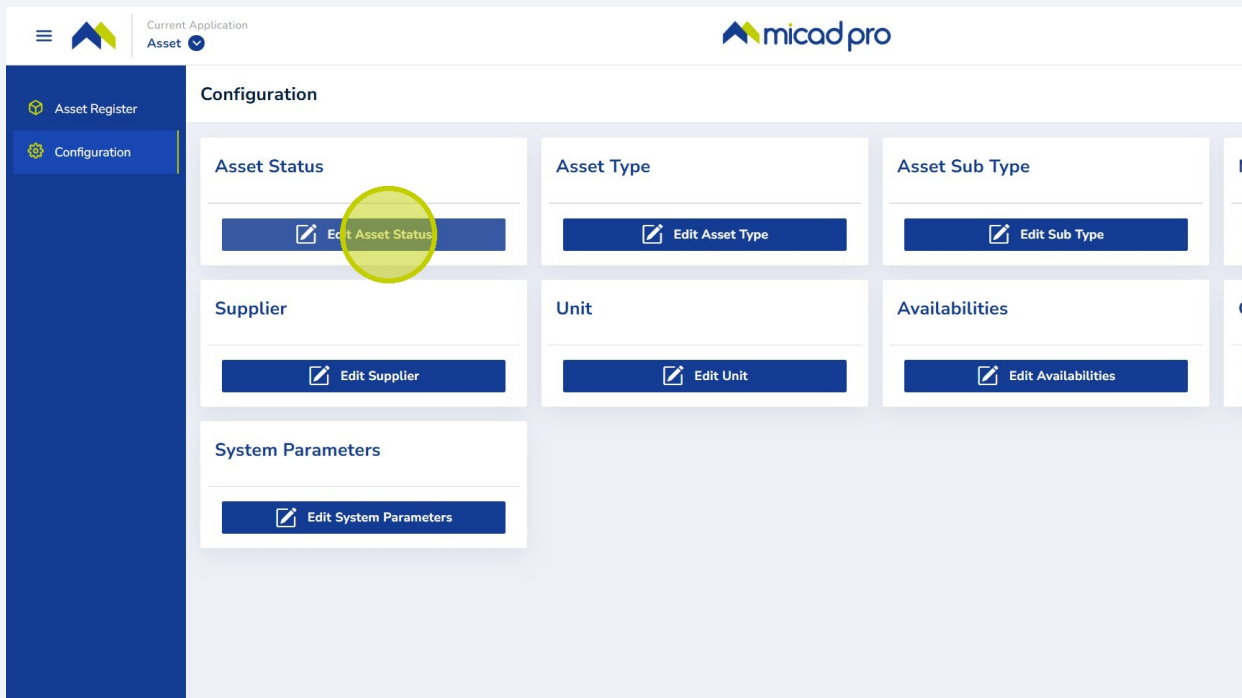 Current Application
Asset
micad pro
Asset Register
Configuration
Configuration
Asset Status
Asset Type
Asset Sub Type
Edit Asset Status
Edit Asset Type
Edit Sub Type
Supplier
Unit
Availabilities
Edit Supplier
Edit Unit
Edit Availabilities
System Parameters
Edit System Parameters